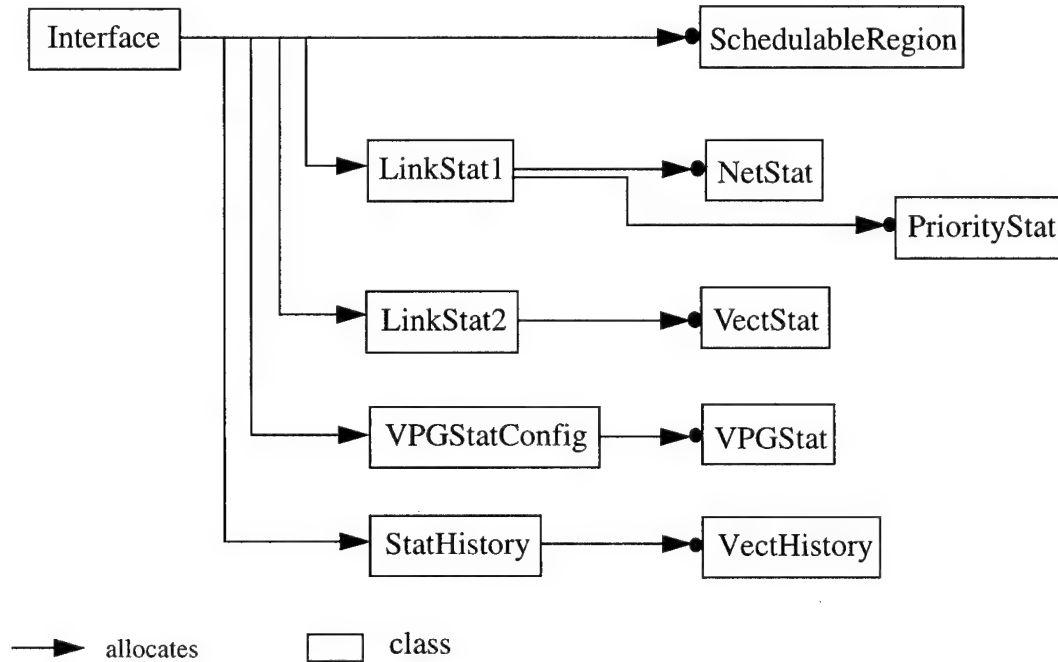 Interface
SchedulableRegion
LinkStat1
NetStat
PriorityStat
LinkStat2
VectStat
VPGStatConfig
VPGStat
StatHistory
VectHistory
allocates
class